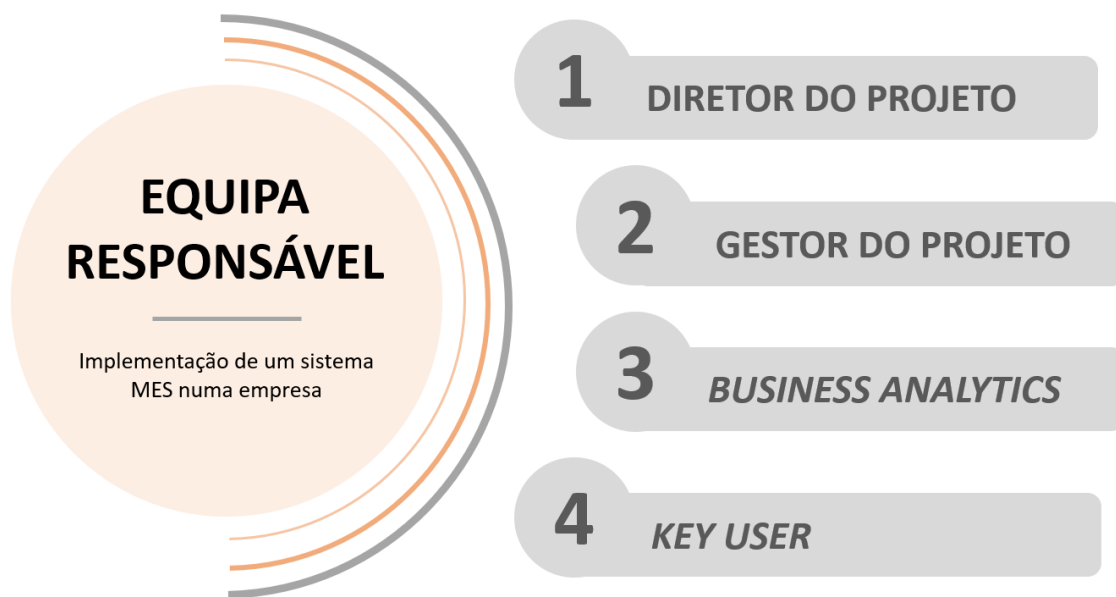 EQUIPA
RESPONSÁVEL
Implementação de um sistema
MES numa empresa
1
DIRETOR DO PROJETO
2
GESTOR DO PROJETO
3
BUSINESS ANALYTICS
4
KEY USER